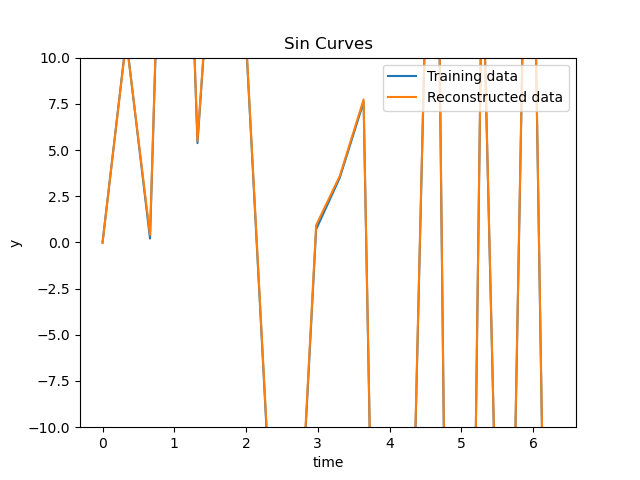 Sin Curves
Training data
Reconstructed data
10.0
7.5
5.0
2.5
0.0
−2.5
−5.0
−7.5
−10.0
y
0 1 2 3 4 5 6
time